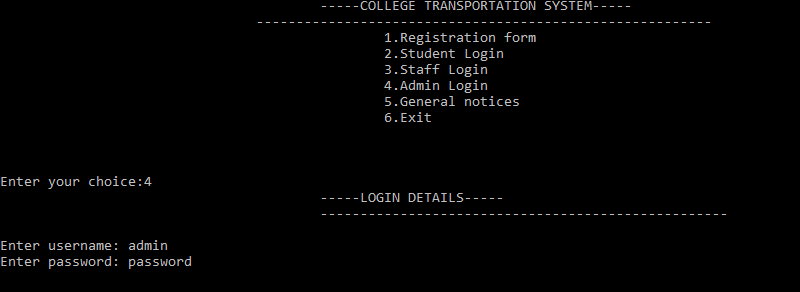 -----COLLEGE TRANSPORTATION SYSTEM-----
---------------------------------------------------------
1.Registration form
2.Student Login
3.Staff Login
4.Admin Login
5.General notices
6.Exit
Enter your choice:4
-----LOGIN DETAILS-----
---------------------------------------------------
Enter username: admin
Enter password: password